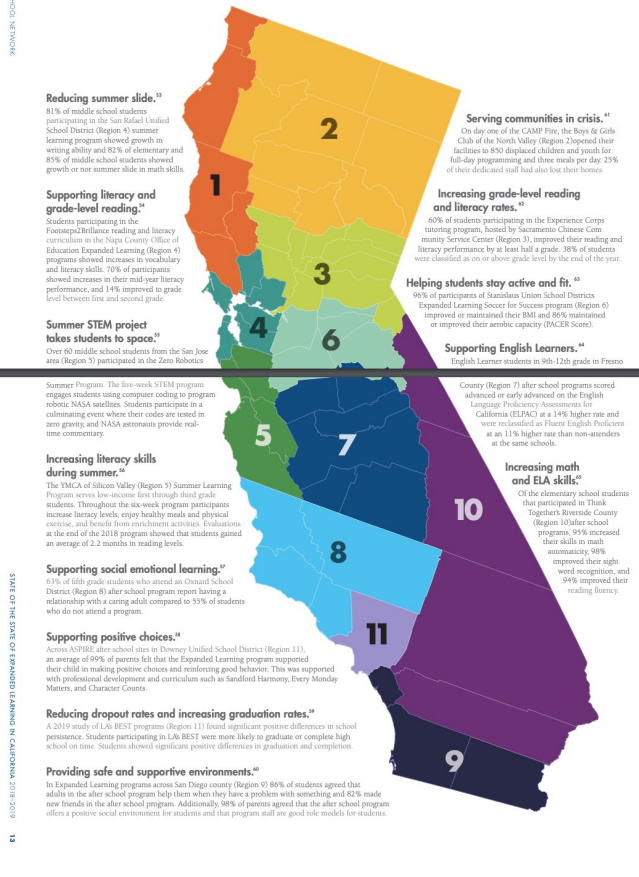 HOOL NETWORK
Reducing summer slide.53
81% of middle school students
participating in the San Rafael Unified
School District (Region 4) summer
learning program showed growth in
writing ability and 82% of elementary and
85% of middle school students showed
growth or nor summer slide in math skills.
Supporting literacy and
grade-level reading.54
Students participating in the
Footsteps2Brillance reading and literacy
curriculum in the Napa County Office of
Education Expanded Learning (Region 4)
programs showed increases in vocabulary
and literacy skills. 70% of participants
showed increases in their mid-year literacy
performance, and 14% improved to grade
level between first and second grade.
Summer STEM project
takes students to space.55
Over 60 middle school students from the San Jose
area (Region 5) participated in the Zero Robotics
Summer Program. The five-week STEM program
engages students using computer coding to program
robotic NASA satellites. Students participate in a
culminating event where their codes are tested in
zero gravity, and NASA astronauts provide real-
time commentary.
Increasing literacy skills
during summer.56
The YMCA of Silicon Valley (Region 5) Summer Learning
Program serves low-income first through third grade
students. Throughout the six-week program participants
increase literacy levels, enjoy healthy meals and physical
exercise, and benefit from enrichment activities. Evaluations
at the end of the 2018 program showed that students gained
an average of 2.2 months in reading levels.
Supporting social emotional learning.57
63% of fifth grade students who attend an Oxnard School
District (Region 8) after school program report having a
relationship with a caring adult compared to 55% of students
who do not attend a program.
Supporting positive choices.58
Across ASPIRE after school sites in Downey Unified School District (Region 11),
an average of 99% of parents felt that the Expanded Learning program supported
their child in making positive choices and reinforcing good behavior. This was supported
with professional development and curriculum such as Sandford Harmony, Every Monday
Matters, and Character Counts.
Reducing dropout rates and increasing graduation rates.59
A 2019 study of LA's BEST programs (Region 11) found significant positive differences in school
persistence. Students participating in LA's BEST were more likely to graduate or complete high
school on time. Students showed significant positive differences in graduation and completion.
Providing safe and supportive environments.60
In Expanded Learning programs across San Diego county (Region 9) 86% of students agreed that
adults in the after school program help them when they have a problem with something and 82% made
new friends in the after school program. Additionally, 98% of parents agreed that the after school program
offers a positive social environment for students and that program staff are good role models for students.
Serving communities in crisis.61
On day one of the CAMP Fire, the Boys & Girls
Club of the North Valley (Region 2)opened their
facilities to 850 displaced children and youth for
full-day programming and three meals per day. 25%
of their dedicated staff had also lost their homes.
Increasing grade-level reading
and literacy rates.62
60% of students participating in the Experience Corps
tutoring program, hosted by Sacramento Chinese Com
munity Service Center (Region 3), improved their reading and
literacy performance by at least half a grade. 38% of students
were classified as on or above grade level by the end of the year.
Helping students stay active and fit. 63
96% of participants of Stanislaus Union School Districts
Expanded Learning Soccer for Success program (Region 6)
improved or maintained their BMI and 86% maintained
or improved their aerobic capacity (PACER Score).
Supporting English Learners.64
English Learner students in 9th-12th grade in Fresno
County (Region 7) after school programs scored
advanced or early advanced on the English
Language Proficiency Assessments for
California (ELPAC) at a 14% higher rate and
were reclassified as Fluent English Proficient
at an 11% higher rate than non-attenders
at the same schools.
Increasing math
and ELA skills.65
Of the elementary school students
that participated in Think
Together's Riverside County
(Region 10)after school
programs, 95% increased
their skills in math
automaticity, 98%
improved their sight
word recognition, and
94% improved their
reading fluency.
1
2
3
4
6
5
7
10
8
11
9
STATE OF THE STATE OF EXPANDED LEARNING IN CALIFORNIA 2018-2019
13